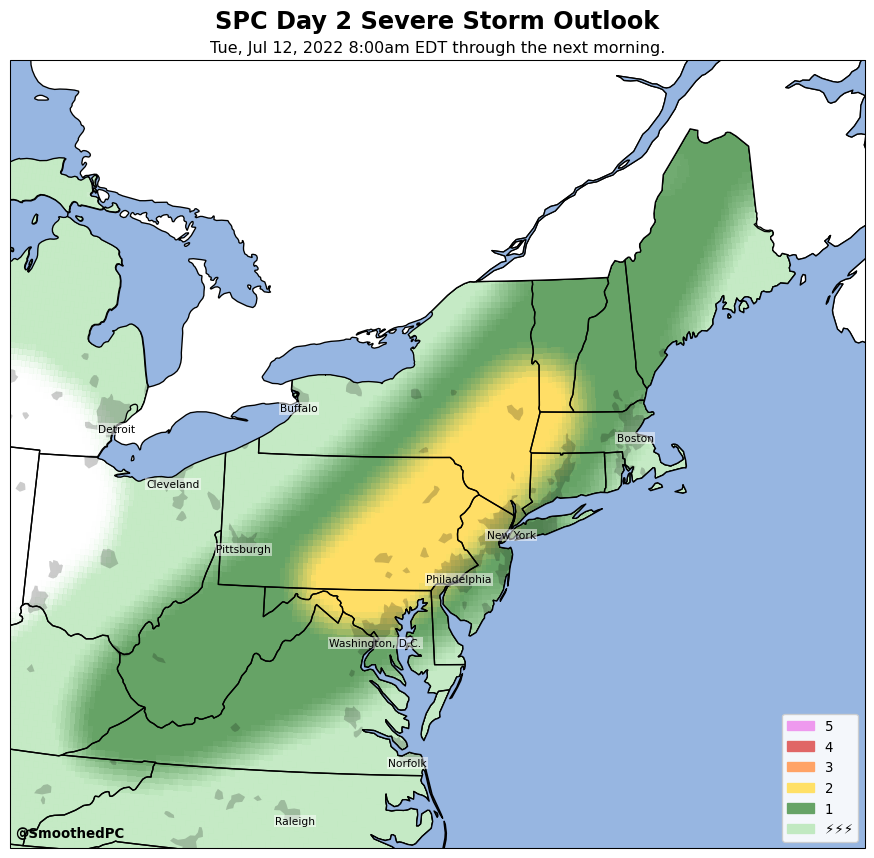 SPC Day 2 Severe Storm Outlook
Tue, Jul 12, 2022 8:00am EDT through the next morning.
Buffalo
Detroit
Boston
Cleveland
New York
Pittsburgh
Philadelphia
Washington, D.C.
Norfolk
Raleigh
5
4
3
2
1
⚡⚡⚡
@SmoothedPC